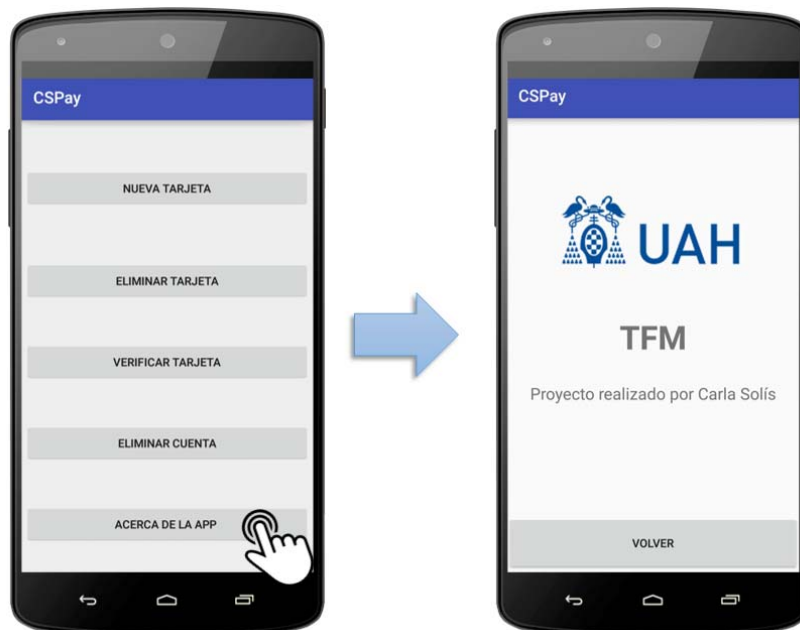 CSPay
NUEVA TARJETA
ELIMINAR TARJETA
VERIFICAR TARJETA
ELIMINAR CUENTA
ACERCA DE LA APP
CSPay
UAH
TFM
Proyecto realizado por Carla Solís
VOLVER